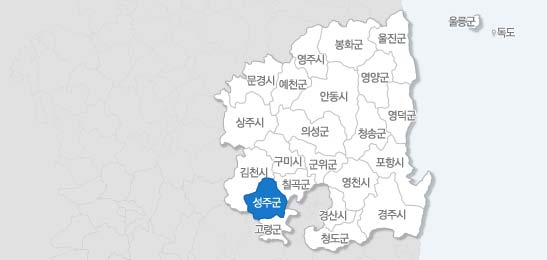 울릉군
독도
울진군
봉화군
영주시
문경시
예천군
영양군
안동시
영덕군
상주시
의성군
청송군
구미시
군위군
포항시
김천시
칠곡군
영천시
성주군
경산시
경주시
고령군
청도군